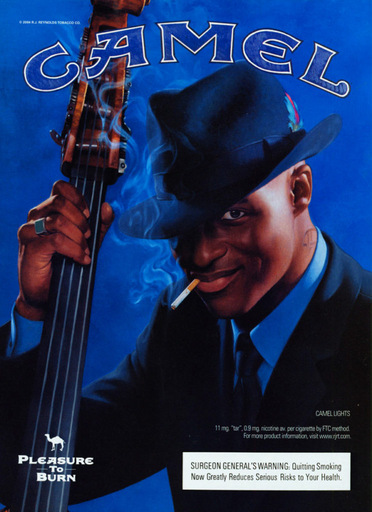 © 2000 R.J. REYNOLDS TOBACCO CO.
CAMEL
CAMEL LIGHTS
11 mg. "tar", 0.9 mg. nicotine av. per cigarette by FTC method.
For more product information, visit www.rjrt.com.
PLEASURE
TO
BURN
SURGEON GENERAL'S WARNING: Quitting Smoking
Now Greatly Reduces Serious Risks to Your Health.